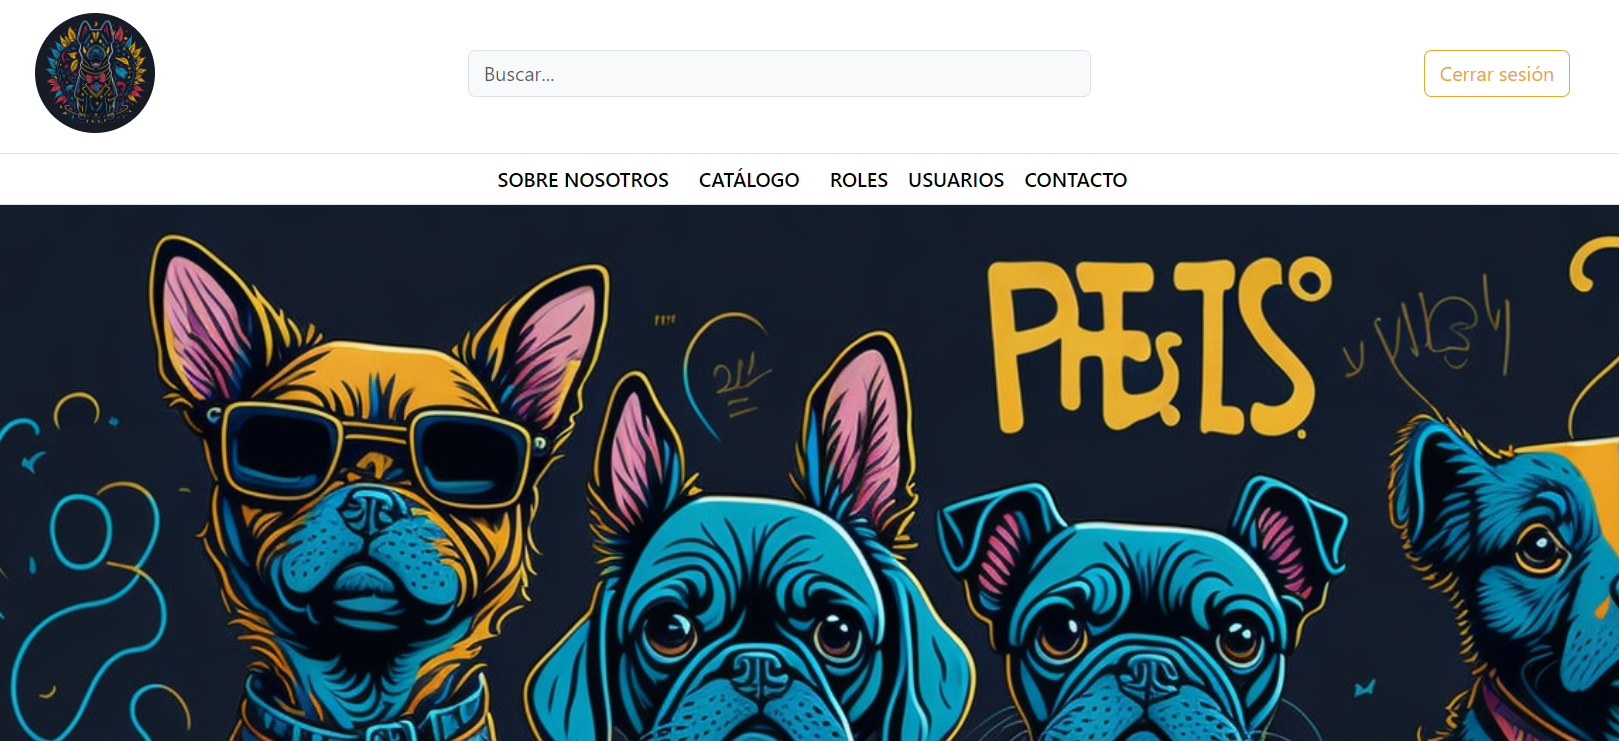 Buscar...
Cerrar sesión
SOBRE NOSOTROS CATÁLOGO ROLES USUARIOS CONTACTO